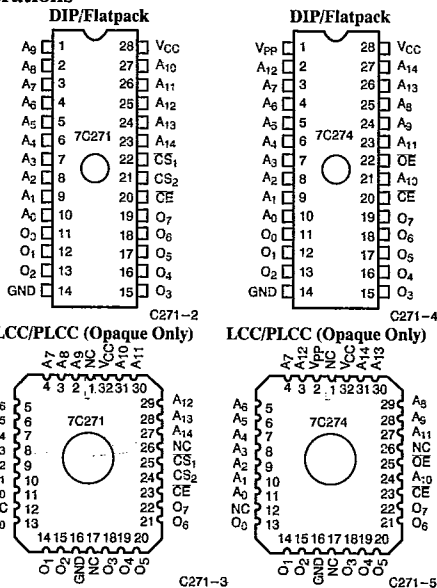 DIP/Flatpack
A9 1 28 VCC
A8 2 27 A10
A7 3 26 A11
A6 4 25 A12
A5 5 24 A13
A4 6 7C271 23 A14
A3 7 22 CS1
A2 8 21 CS2
A1 9 20 CE
A0 10 19 O7
O0 11 18 O6
O1 12 17 O5
O2 13 16 O4
GND 14 15 O3
C271-2
DIP/Flatpack
VPP 1 28 VCC
A12 2 27 A14
A7 3 26 A13
A6 4 25 A8
A5 5 24 A9
A4 6 7C274 23 A11
A3 7 22 OE
A2 8 21 A10
A1 9 20 CE
A0 10 19 O7
O0 11 18 O6
O1 12 17 O5
O2 13 16 O4
GND 14 15 O3
C271-4
LCC/PLCC (Opaque Only)
A7 A8 A9 NC VCC A10 A11
4 3 2 1 32 31 30
6 5 29 A12
5 6 7C271 28 A13
4 7 27 A14
3 8 26 NC
2 9 25 CS1
1 10 24 CS2
0 11 23 CE
C 12 22 O7
0 13 21 O6
14 15 16 17 18 19 20
O1 O2 GND NC O3 O4 O5
C271-3
LCC/PLCC (Opaque Only)
A7 A12 VPP NC VCC A14 A13
4 3 2 1 32 31 30
A6 5 29 A8
A5 6 7C274 28 A9
A4 7 27 A11
A3 8 26 NC
A2 9 25 OE
A1 10 24 A10
A0 11 23 CE
NC 12 22 O7
O0 13 21 O6
14 15 16 17 18 19 20
O1 O2 GND NC O3 O4 O5
C271-5